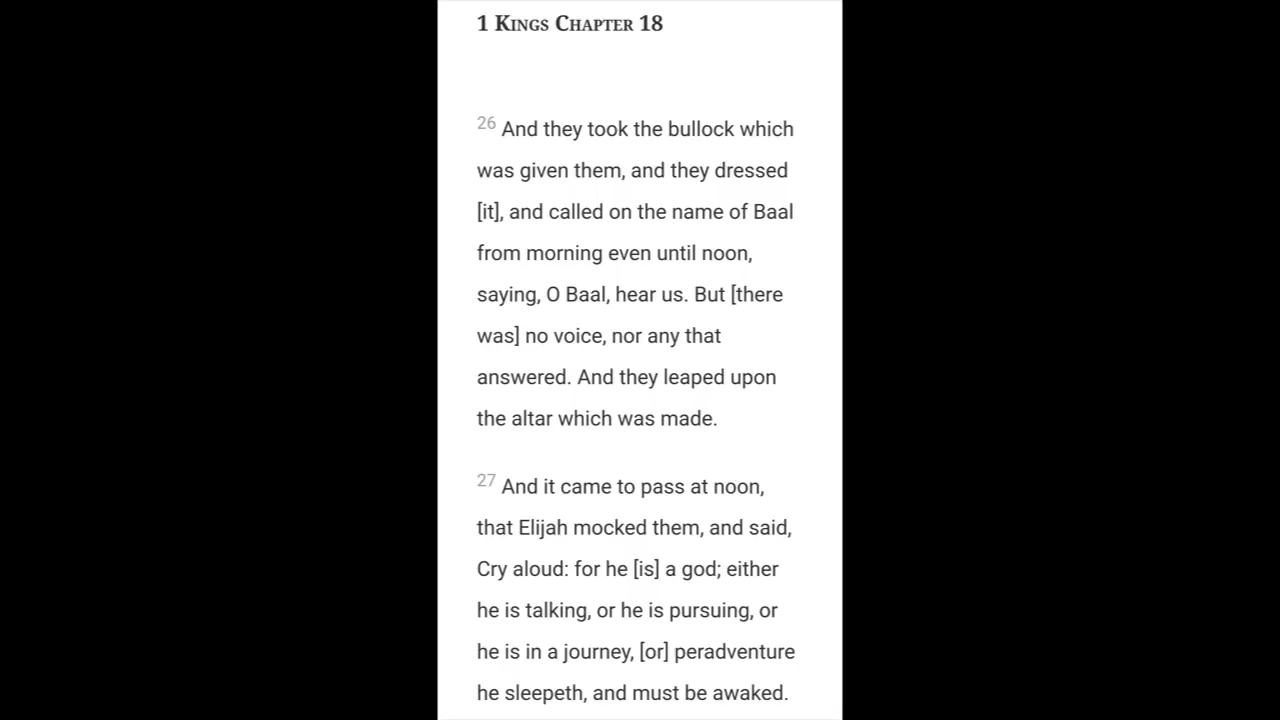 1 Kings Chapter 18
26 And they took the bullock which
was given them, and they dressed
[it], and called on the name of Baal
from morning even until noon,
saying, O Baal, hear us. But [there
was] no voice, nor any that
answered. And they leaped upon
the altar which was made.
27 And it came to pass at noon,
that Elijah mocked them, and said,
Cry aloud: for he [is] a god; either
he is talking, or he is pursuing, or
he is in a journey, [or] peradventure
he sleepeth, and must be awaked.